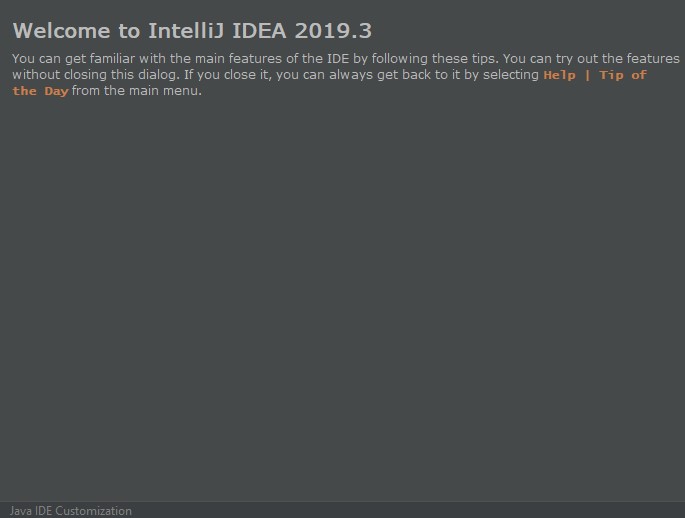 Welcome to IntelliJ IDEA 2019.3
You can get familiar with the main features of the IDE by following these tips. You can try out the features
without closing this dialog. If you close it, you can always get back to it by selecting Help | Tip of
the Day from the main menu.
Java IDE Customization